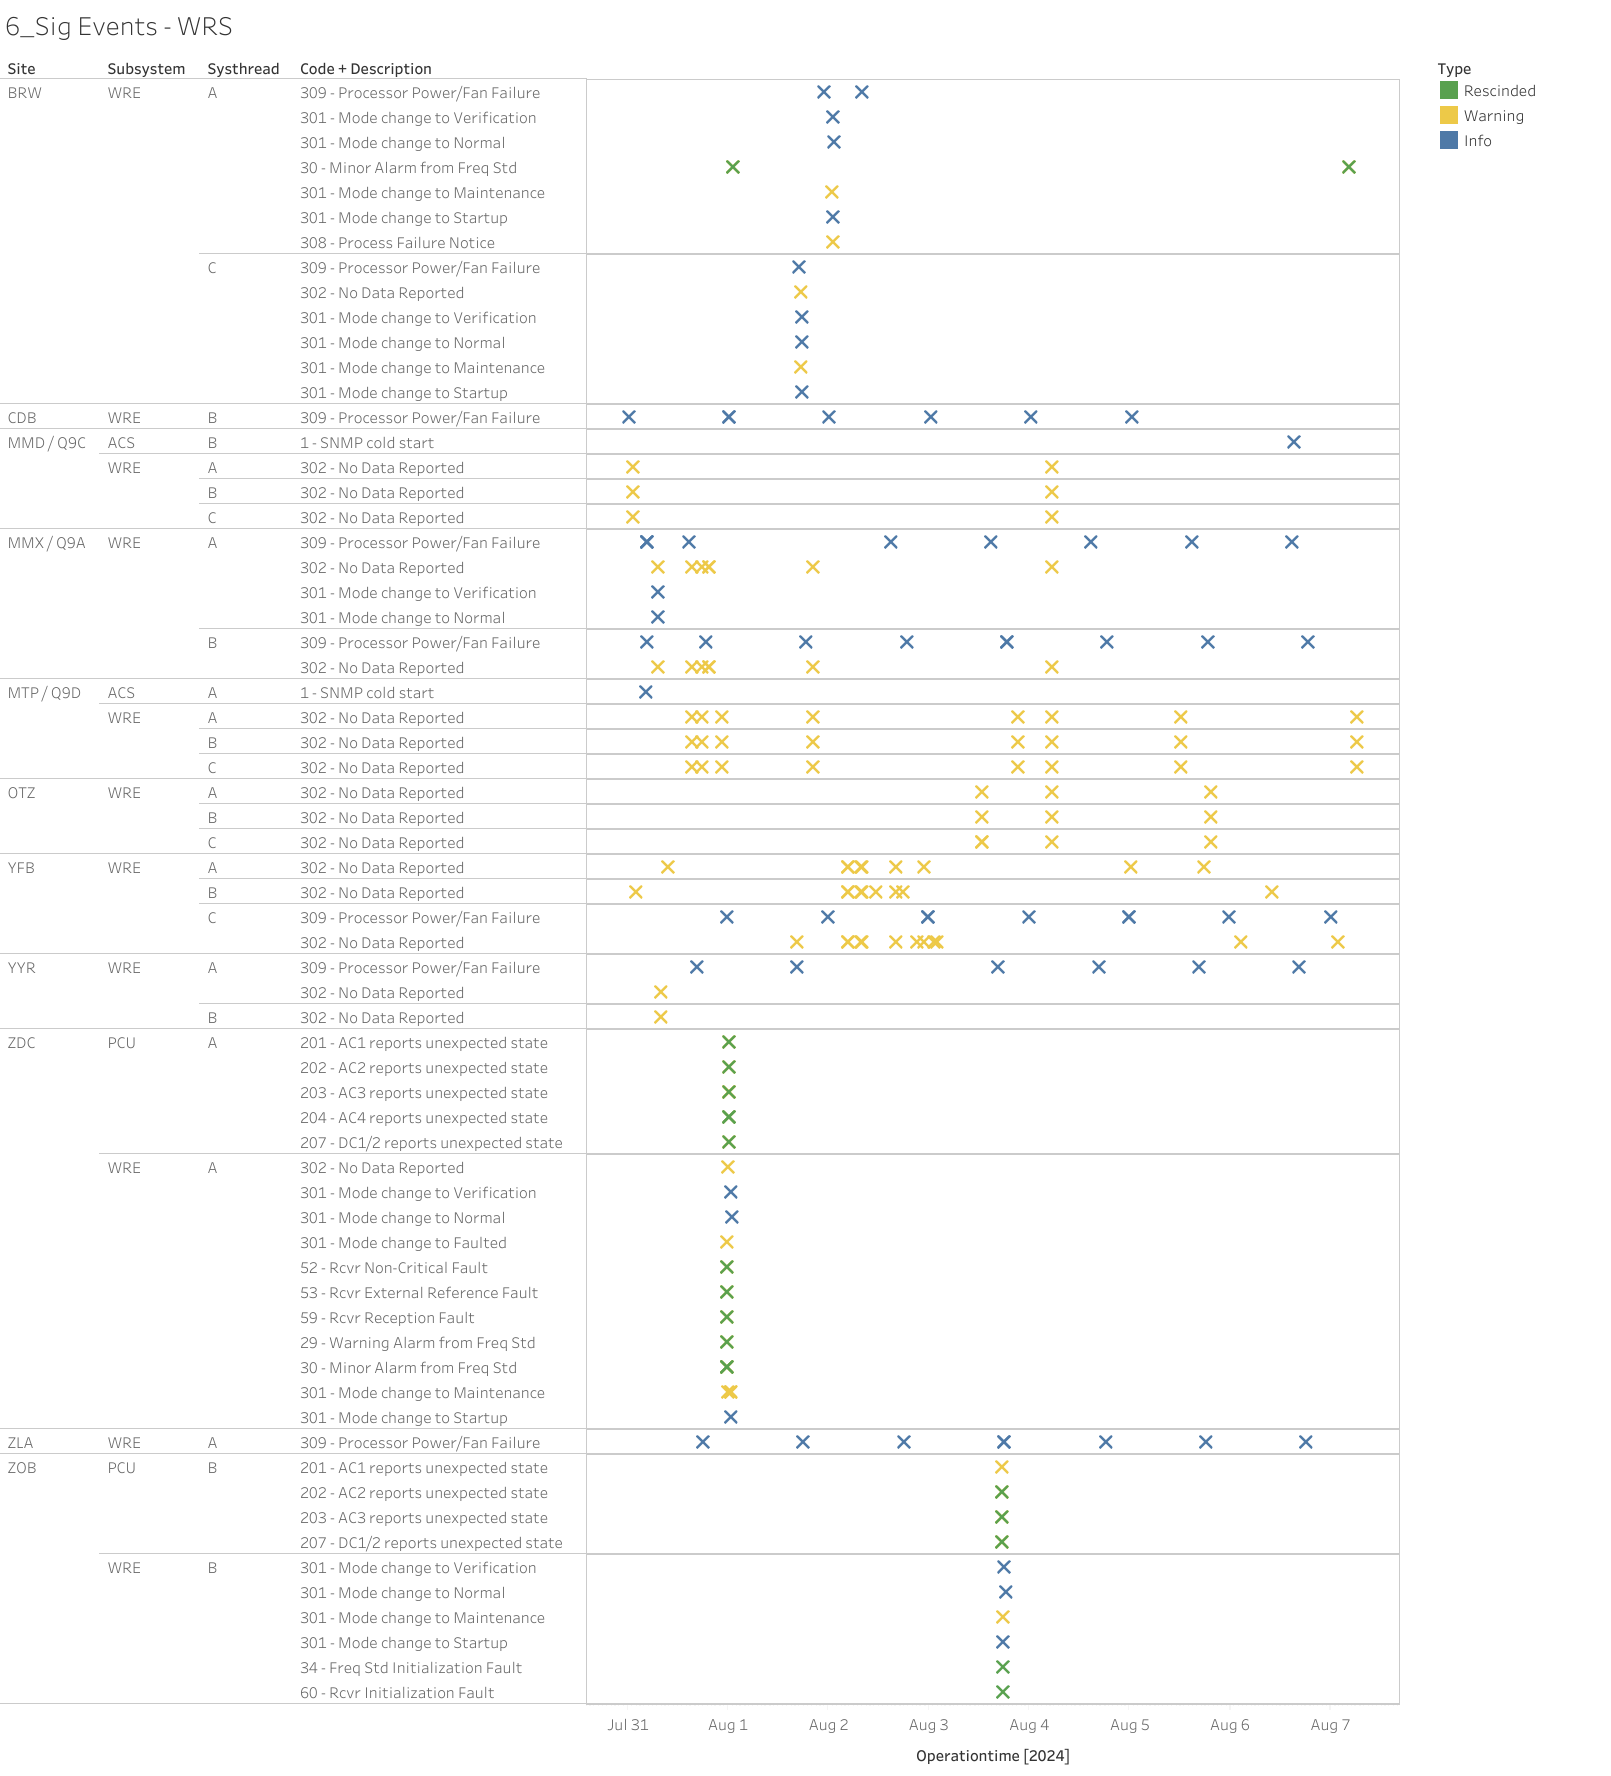 6_Sig Events - WRS
Site Subsystem Systhread Code + Description Type
BRW WRE A 309 - Processor Power/Fan Failure Rescinded
301 - Mode change to Verification Warning
301 - Mode change to Normal Info
30 - Minor Alarm from Freq Std
301 - Mode change to Maintenance
301 - Mode change to Startup
308 - Process Failure Notice
C 309 - Processor Power/Fan Failure
302 - No Data Reported
301 - Mode change to Verification
301 - Mode change to Normal
301 - Mode change to Maintenance
301 - Mode change to Startup
CDB WRE B 309 - Processor Power/Fan Failure
MMD / Q9C ACS B 1 - SNMP cold start
WRE A 302 - No Data Reported
B 302 - No Data Reported
C 302 - No Data Reported
MMX / Q9A WRE A 309 - Processor Power/Fan Failure
302 - No Data Reported
301 - Mode change to Verification
301 - Mode change to Normal
B 309 - Processor Power/Fan Failure
302 - No Data Reported
MTP / Q9D ACS A 1 - SNMP cold start
WRE A 302 - No Data Reported
B 302 - No Data Reported
C 302 - No Data Reported
OTZ WRE A 302 - No Data Reported
B 302 - No Data Reported
C 302 - No Data Reported
YFB WRE A 302 - No Data Reported
B 302 - No Data Reported
C 309 - Processor Power/Fan Failure
302 - No Data Reported
YYR WRE A 309 - Processor Power/Fan Failure
302 - No Data Reported
B 302 - No Data Reported
ZDC PCU A 201 - AC1 reports unexpected state
202 - AC2 reports unexpected state
203 - AC3 reports unexpected state
204 - AC4 reports unexpected state
207 - DC1/2 reports unexpected state
WRE A 302 - No Data Reported
301 - Mode change to Verification
301 - Mode change to Normal
301 - Mode change to Faulted
52 - Rcvr Non-Critical Fault
53 - Rcvr External Reference Fault
59 - Rcvr Reception Fault
29 - Warning Alarm from Freq Std
30 - Minor Alarm from Freq Std
301 - Mode change to Maintenance
301 - Mode change to Startup
ZLA WRE A 309 - Processor Power/Fan Failure
ZOB PCU B 201 - AC1 reports unexpected state
202 - AC2 reports unexpected state
203 - AC3 reports unexpected state
207 - DC1/2 reports unexpected state
WRE B 301 - Mode change to Verification
301 - Mode change to Normal
301 - Mode change to Maintenance
301 - Mode change to Startup
34 - Freq Std Initialization Fault
60 - Rcvr Initialization Fault
Jul 31 Aug 1 Aug 2 Aug 3 Aug 4 Aug 5 Aug 6 Aug 7
Operationtime [2024]